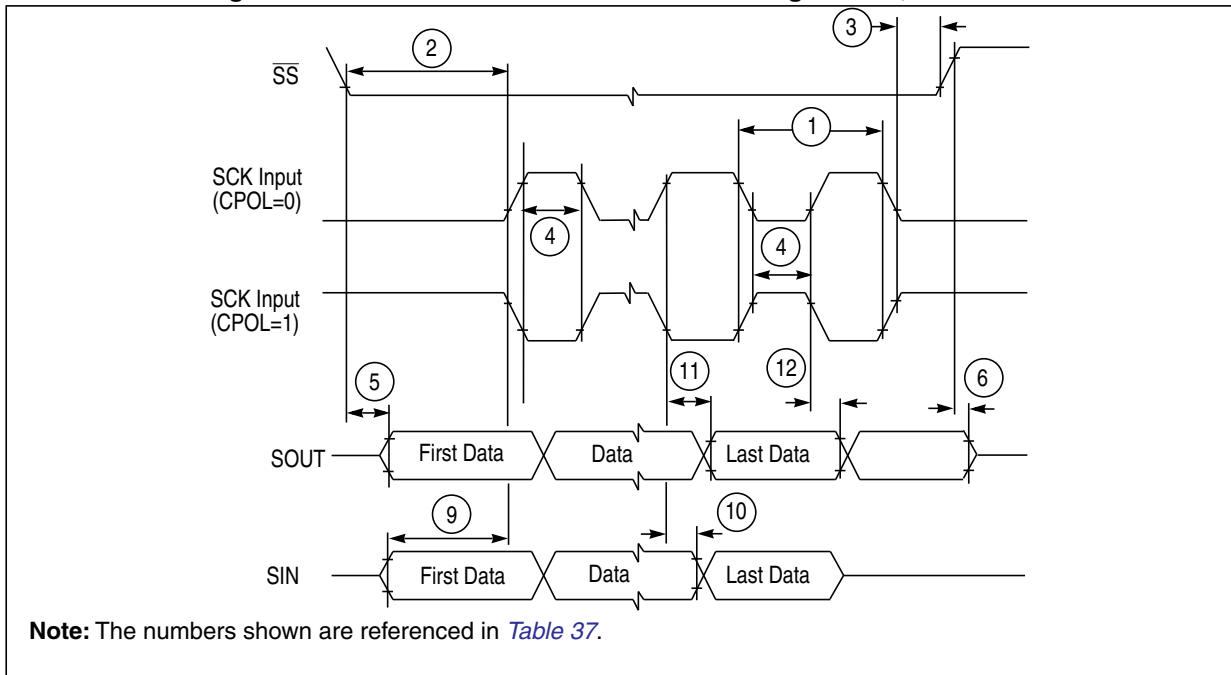 3
2
SS
1
SCK Input
(CPOL=0)
4
4
SCK Input
(CPOL=1)
11
12
5
6
SOUT
First Data
Data
Last Data
9
10
SIN
First Data
Data
Last Data
Note: The numbers shown are referenced in Table 37.